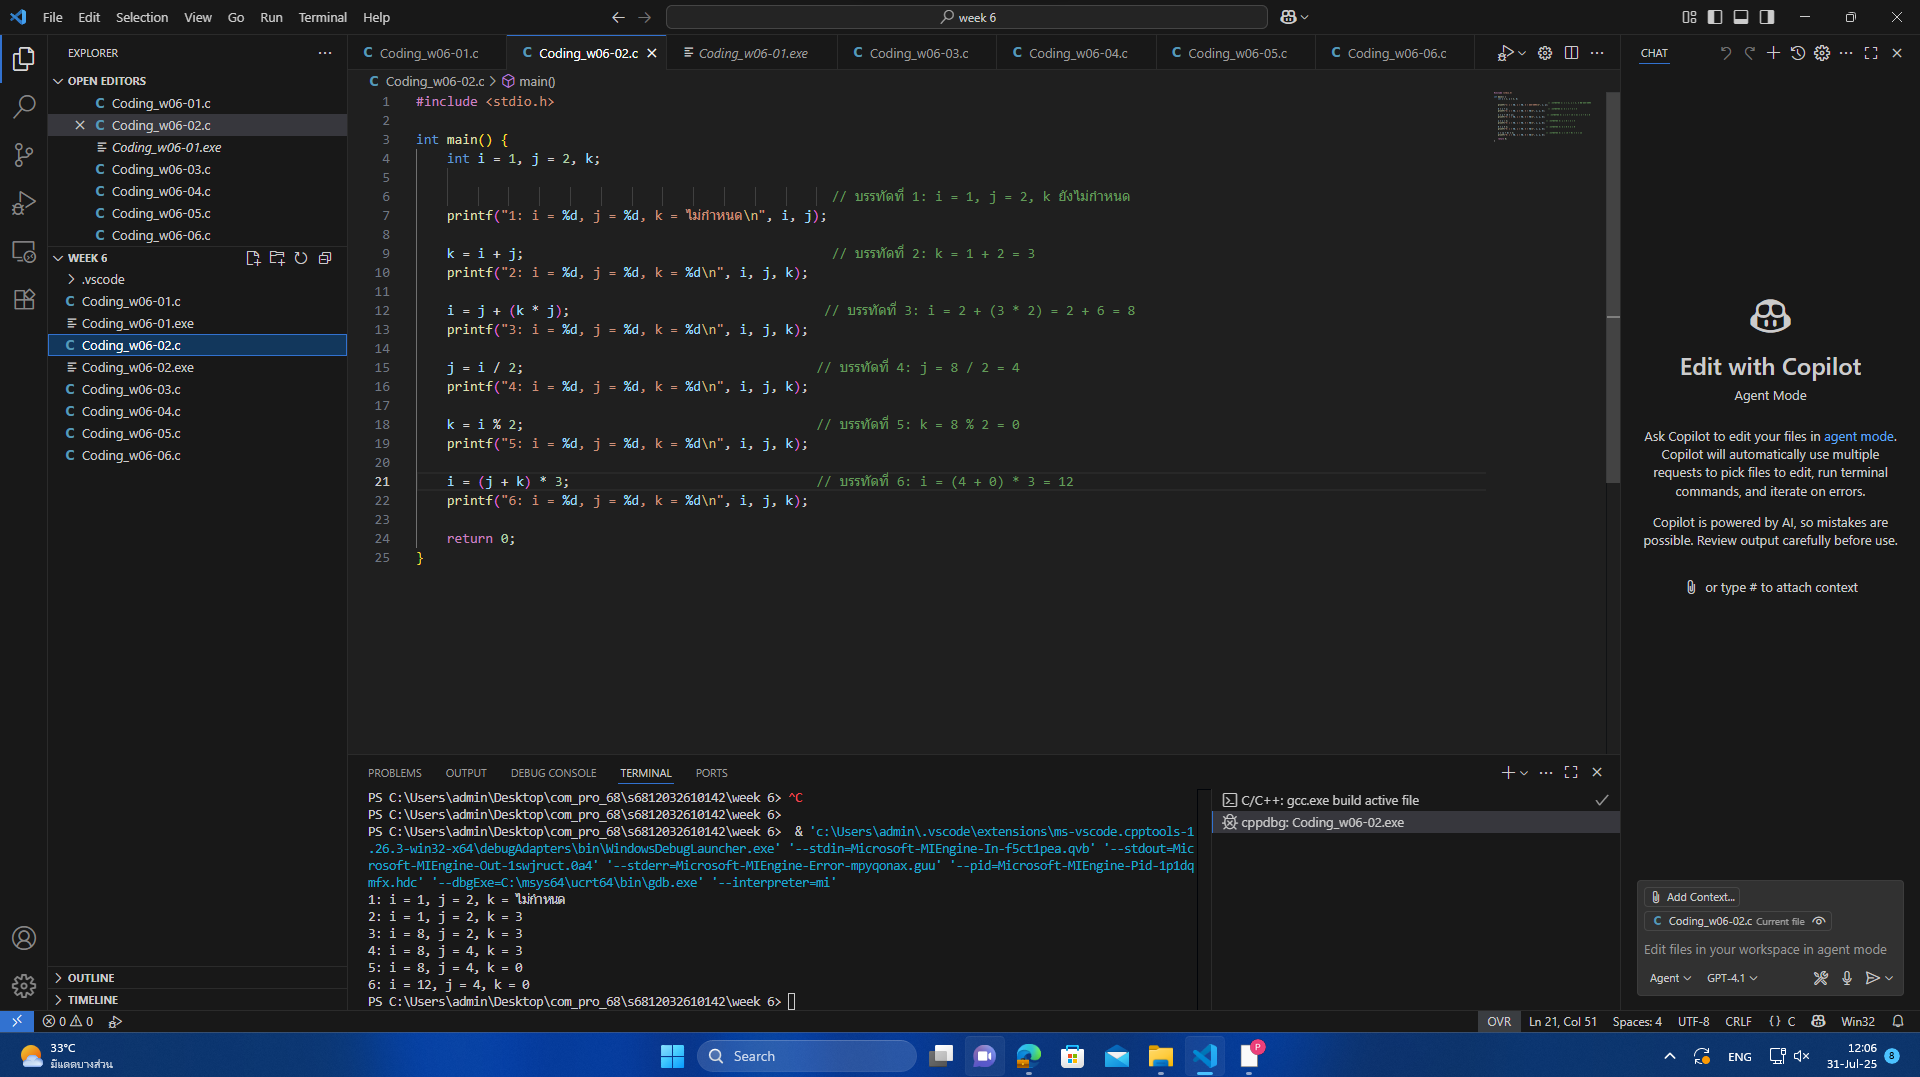 File Edit Selection View Go Run Terminal Help
week 6
EXPLORER
OPEN EDITORS
Coding_w06-01.c
Coding_w06-02.c
Coding_w06-01.exe
Coding_w06-03.c
Coding_w06-04.c
Coding_w06-05.c
Coding_w06-06.c
WEEK 6
.vscode
Coding_w06-01.c
Coding_w06-01.exe
Coding_w06-02.c
Coding_w06-02.exe
Coding_w06-03.c
Coding_w06-04.c
Coding_w06-05.c
Coding_w06-06.c
OUTLINE
TIMELINE
Coding_w06-01.c Coding_w06-02.c Coding_w06-01.exe Coding_w06-03.c Coding_w06-04.c Coding_w06-05.c Coding_w06-06.c
Coding_w06-02.c > main()
1 #include <stdio.h>
2
3 int main() {
4 int i = 1, j = 2, k;
5
6 // บรรทัดที่ 1: i = 1, j = 2, k ยังไม่กำหนด
7 printf("1: i = %d, j = %d, k = ไม่กำหนด\n", i, j);
8
9 k = i + j; // บรรทัดที่ 2: k = 1 + 2 = 3
10 printf("2: i = %d, j = %d, k = %d\n", i, j, k);
11
12 i = j + (k * j); // บรรทัดที่ 3: i = 2 + (3 * 2) = 2 + 6 = 8
13 printf("3: i = %d, j = %d, k = %d\n", i, j, k);
14
15 j = i / 2; // บรรทัดที่ 4: j = 8 / 2 = 4
16 printf("4: i = %d, j = %d, k = %d\n", i, j, k);
17
18 k = i % 2; // บรรทัดที่ 5: k = 8 % 2 = 0
19 printf("5: i = %d, j = %d, k = %d\n", i, j, k);
20
21 i = (j + k) * 3; // บรรทัดที่ 6: i = (4 + 0) * 3 = 12
22 printf("6: i = %d, j = %d, k = %d\n", i, j, k);
23
24 return 0;
25 }
PROBLEMS OUTPUT DEBUG CONSOLE TERMINAL PORTS
PS C:\Users\admin\Desktop\com_pro_68\s6812032610142\week 6> ^C
PS C:\Users\admin\Desktop\com_pro_68\s6812032610142\week 6>
PS C:\Users\admin\Desktop\com_pro_68\s6812032610142\week 6> & 'c:\Users\admin\.vscode\extensions\ms-vscode.cpptools-1
.26.3-win32-x64\debugAdapters\bin\WindowsDebugLauncher.exe' '--stdin=Microsoft-MIEngine-In-f5ct1pea.qvb' '--stdout=Mic
rosoft-MIEngine-Out-1swjruct.0a4' '--stderr=Microsoft-MIEngine-Error-mpyqonax.guu' '--pid=Microsoft-MIEngine-Pid-1p1dq
mfx.hdc' '--dbgExe=C:\msys64\ucrt64\bin\gdb.exe' '--interpreter=mi'
1: i = 1, j = 2, k = ไม่กำหนด
2: i = 1, j = 2, k = 3
3: i = 8, j = 2, k = 3
4: i = 8, j = 4, k = 3
5: i = 8, j = 4, k = 0
6: i = 12, j = 4, k = 0
PS C:\Users\admin\Desktop\com_pro_68\s6812032610142\week 6>
C/C++: gcc.exe build active file
cppdbg: Coding_w06-02.exe
CHAT
Edit with Copilot
Agent Mode
Ask Copilot to edit your files in agent mode.
Copilot will automatically use multiple
requests to pick files to edit, run terminal
commands, and iterate on errors.
Copilot is powered by AI, so mistakes are
possible. Review output carefully before use.
or type # to attach context
Add Context...
Coding_w06-02.c Current file
Edit files in your workspace in agent mode
Agent GPT-4.1
0 0
OVR Ln 21, Col 51 Spaces: 4 UTF-8 CRLF {} C Win32
33°C
มีแดดบางส่วน
Search
P
ENG
12:06
31-Jul-25
8